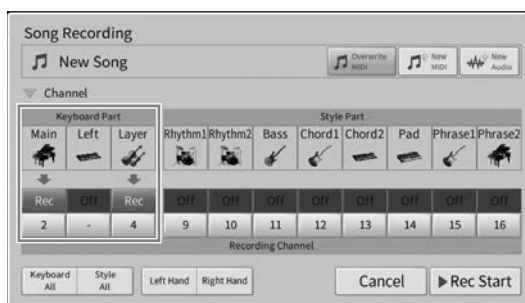 Song Recording
New Song
Overwrite MIDI
New MIDI
New Audio
Channel
Keyboard Part Style Part
Main Left Layer Rhythm1 Rhythm2 Bass Chord1 Chord2 Pad Phrase1 Phrase2
Rec Off Rec Off Off Off Off Off Off Off Off
2 - 4 9 10 11 12 13 14 15 16
Recording Channel
Keyboard All Style All Left Hand Right Hand Cancel Rec Start